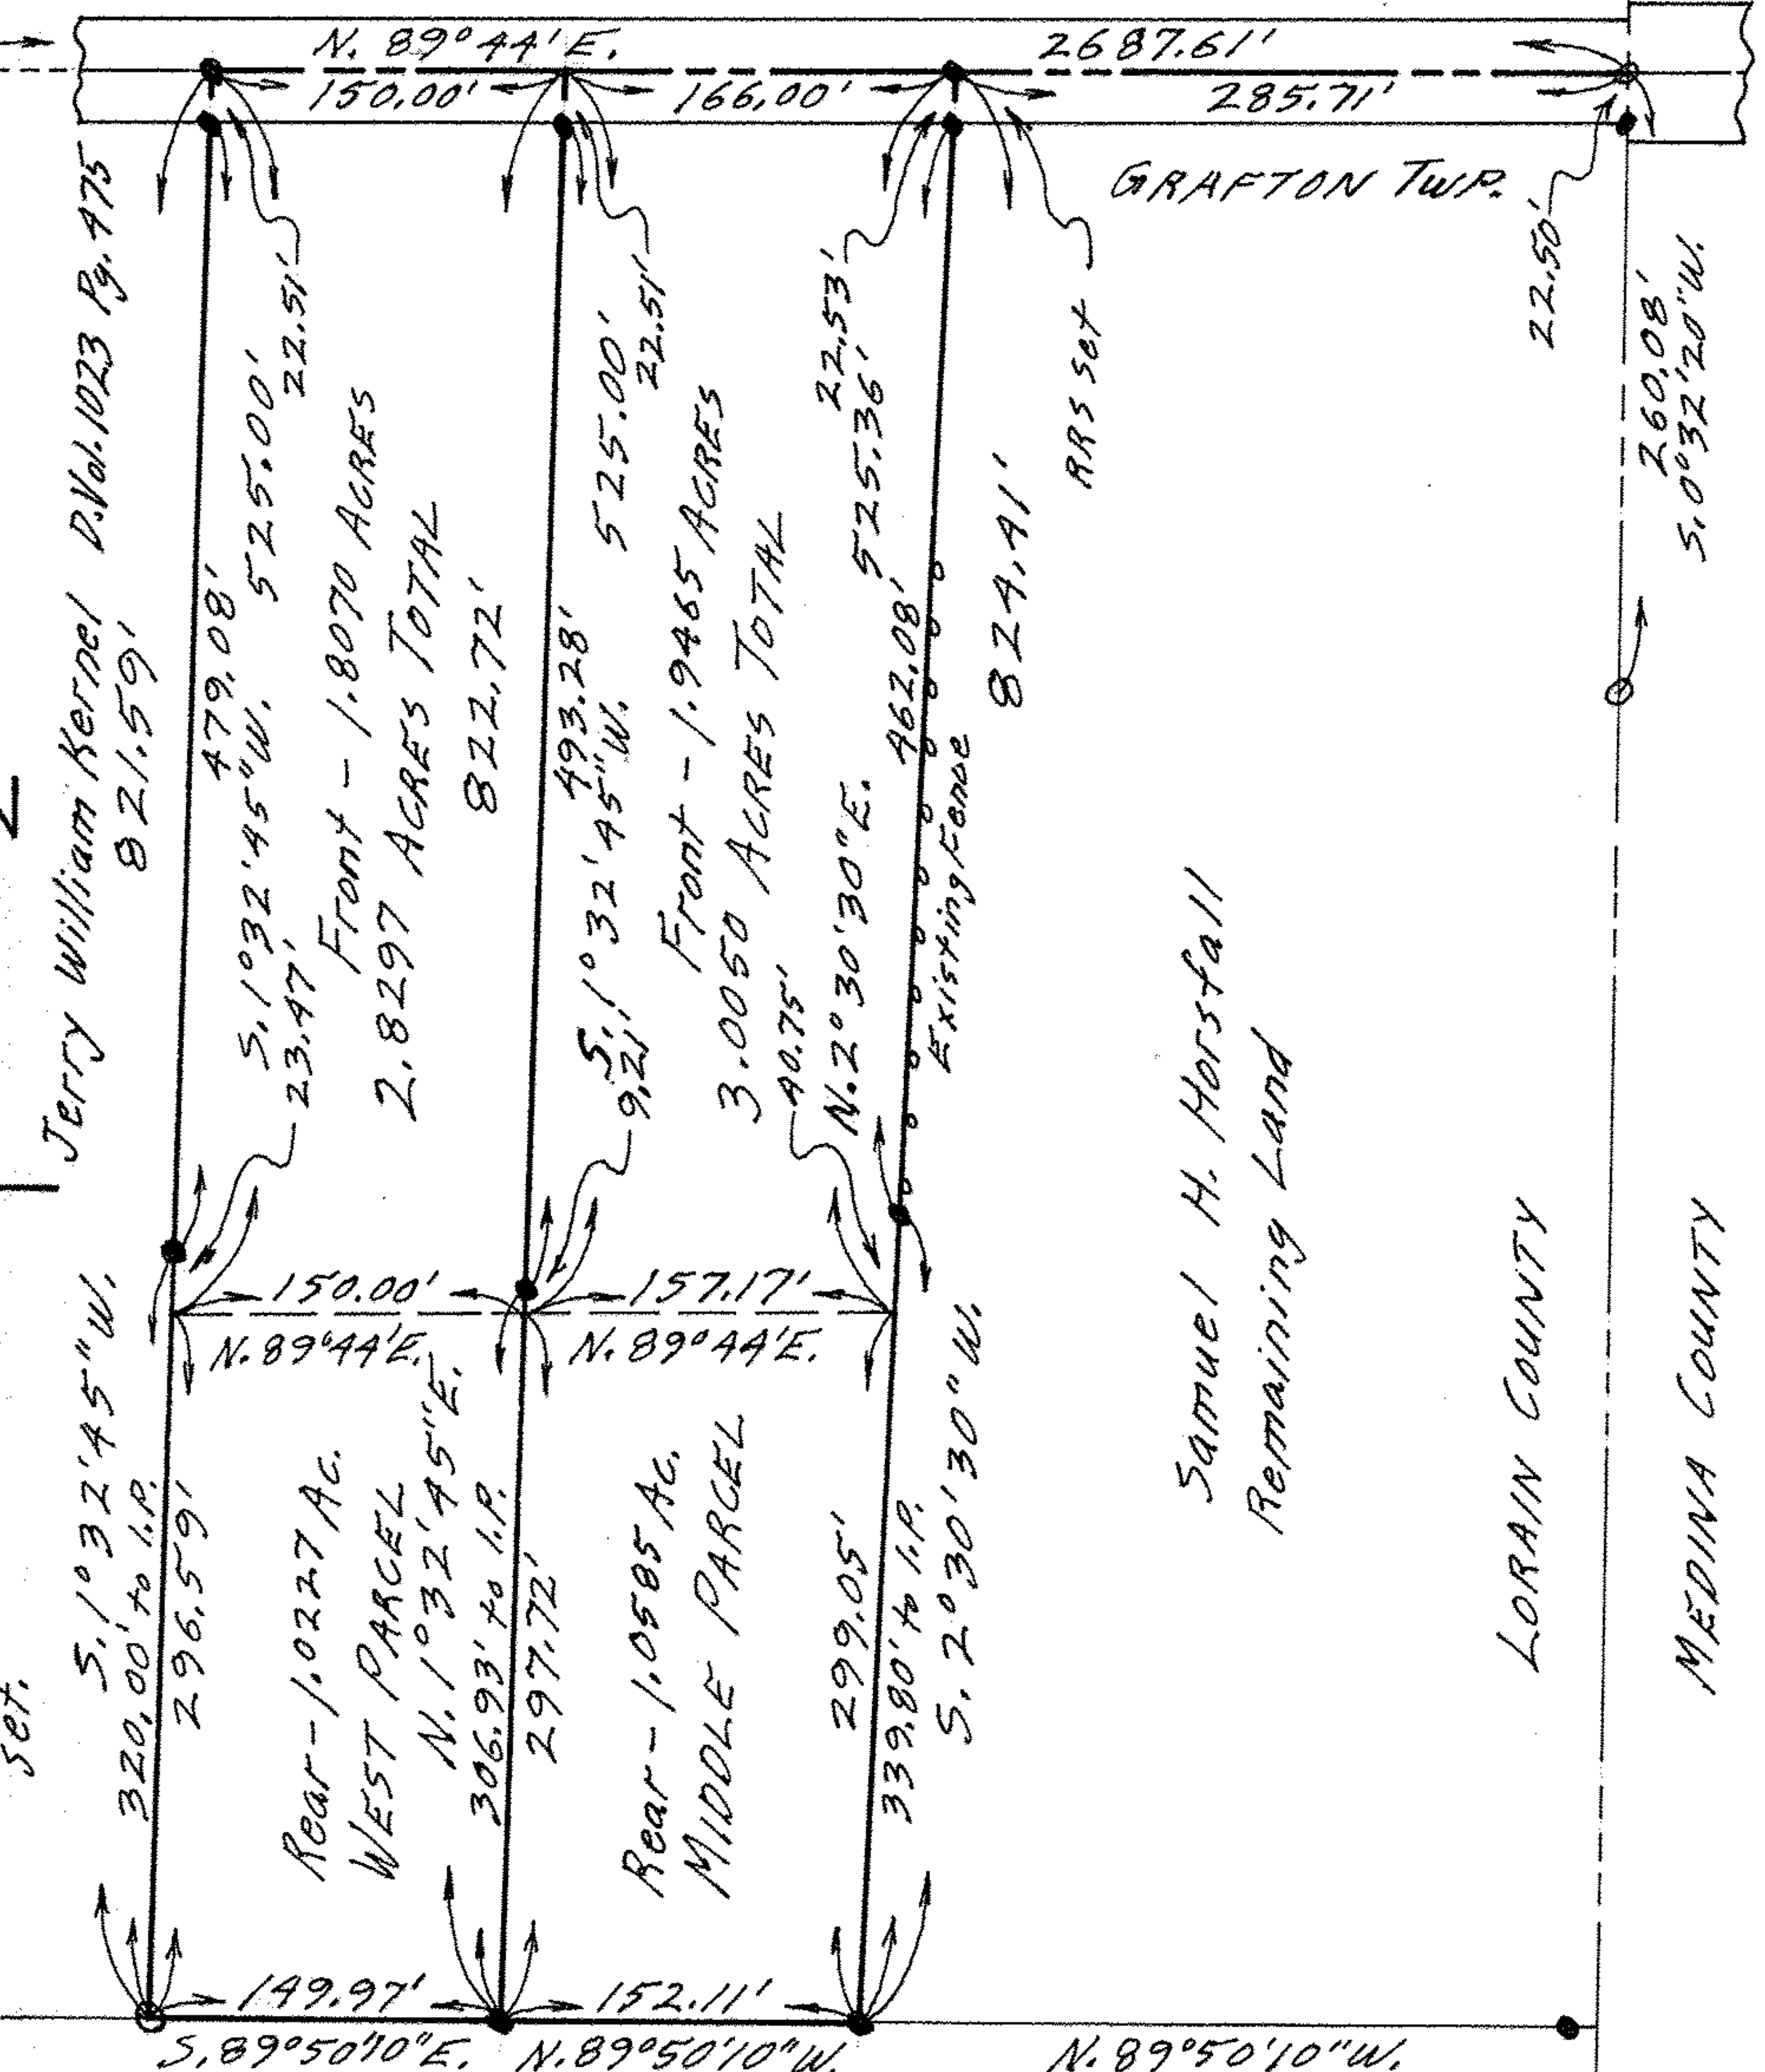 N. 89°44'E. 2687.61'
150.00' 166.00' 285.71'
GRAFTON TWP.
Jerry William Kernel D.Vol.1023 Pg.475
821.59'
479.08'
S.1°32'45"W. 525.00'
22.51'
23.47'
Front - 1.8070 ACRES
2.8297 ACRES TOTAL
822.72'
493.28'
S.1°32'45"W. 525.00'
22.51'
9.21'
Front - 1.9465 ACRES
3.0050 ACRES TOTAL
40.75'
22.53'
N.2°30'30"E. 525.36'
462.08'
Existing Fence
824.41'
RRS set
22.50'
260.08'
S.0°32'20"W.
150.00' 157.17'
N.89°44'E. N.89°44'E.
set.
S.1°32'45"W.
320.00' to I.P.
296.59'
Rear-1.0227 Ac.
WEST PARCEL
N.1°32'45"E.
306.93' to I.P.
297.72'
Rear-1.0585 Ac.
MIDDLE PARCEL
299.05'
339.80' to I.P.
S.2°30'30"W.
Samuel H. Horsfall
Remaining Land
LORAIN COUNTY
MEDINA COUNTY
149.97' 152.11'
S.89°50'10"E. N.89°50'10"W. N.89°50'10"W.